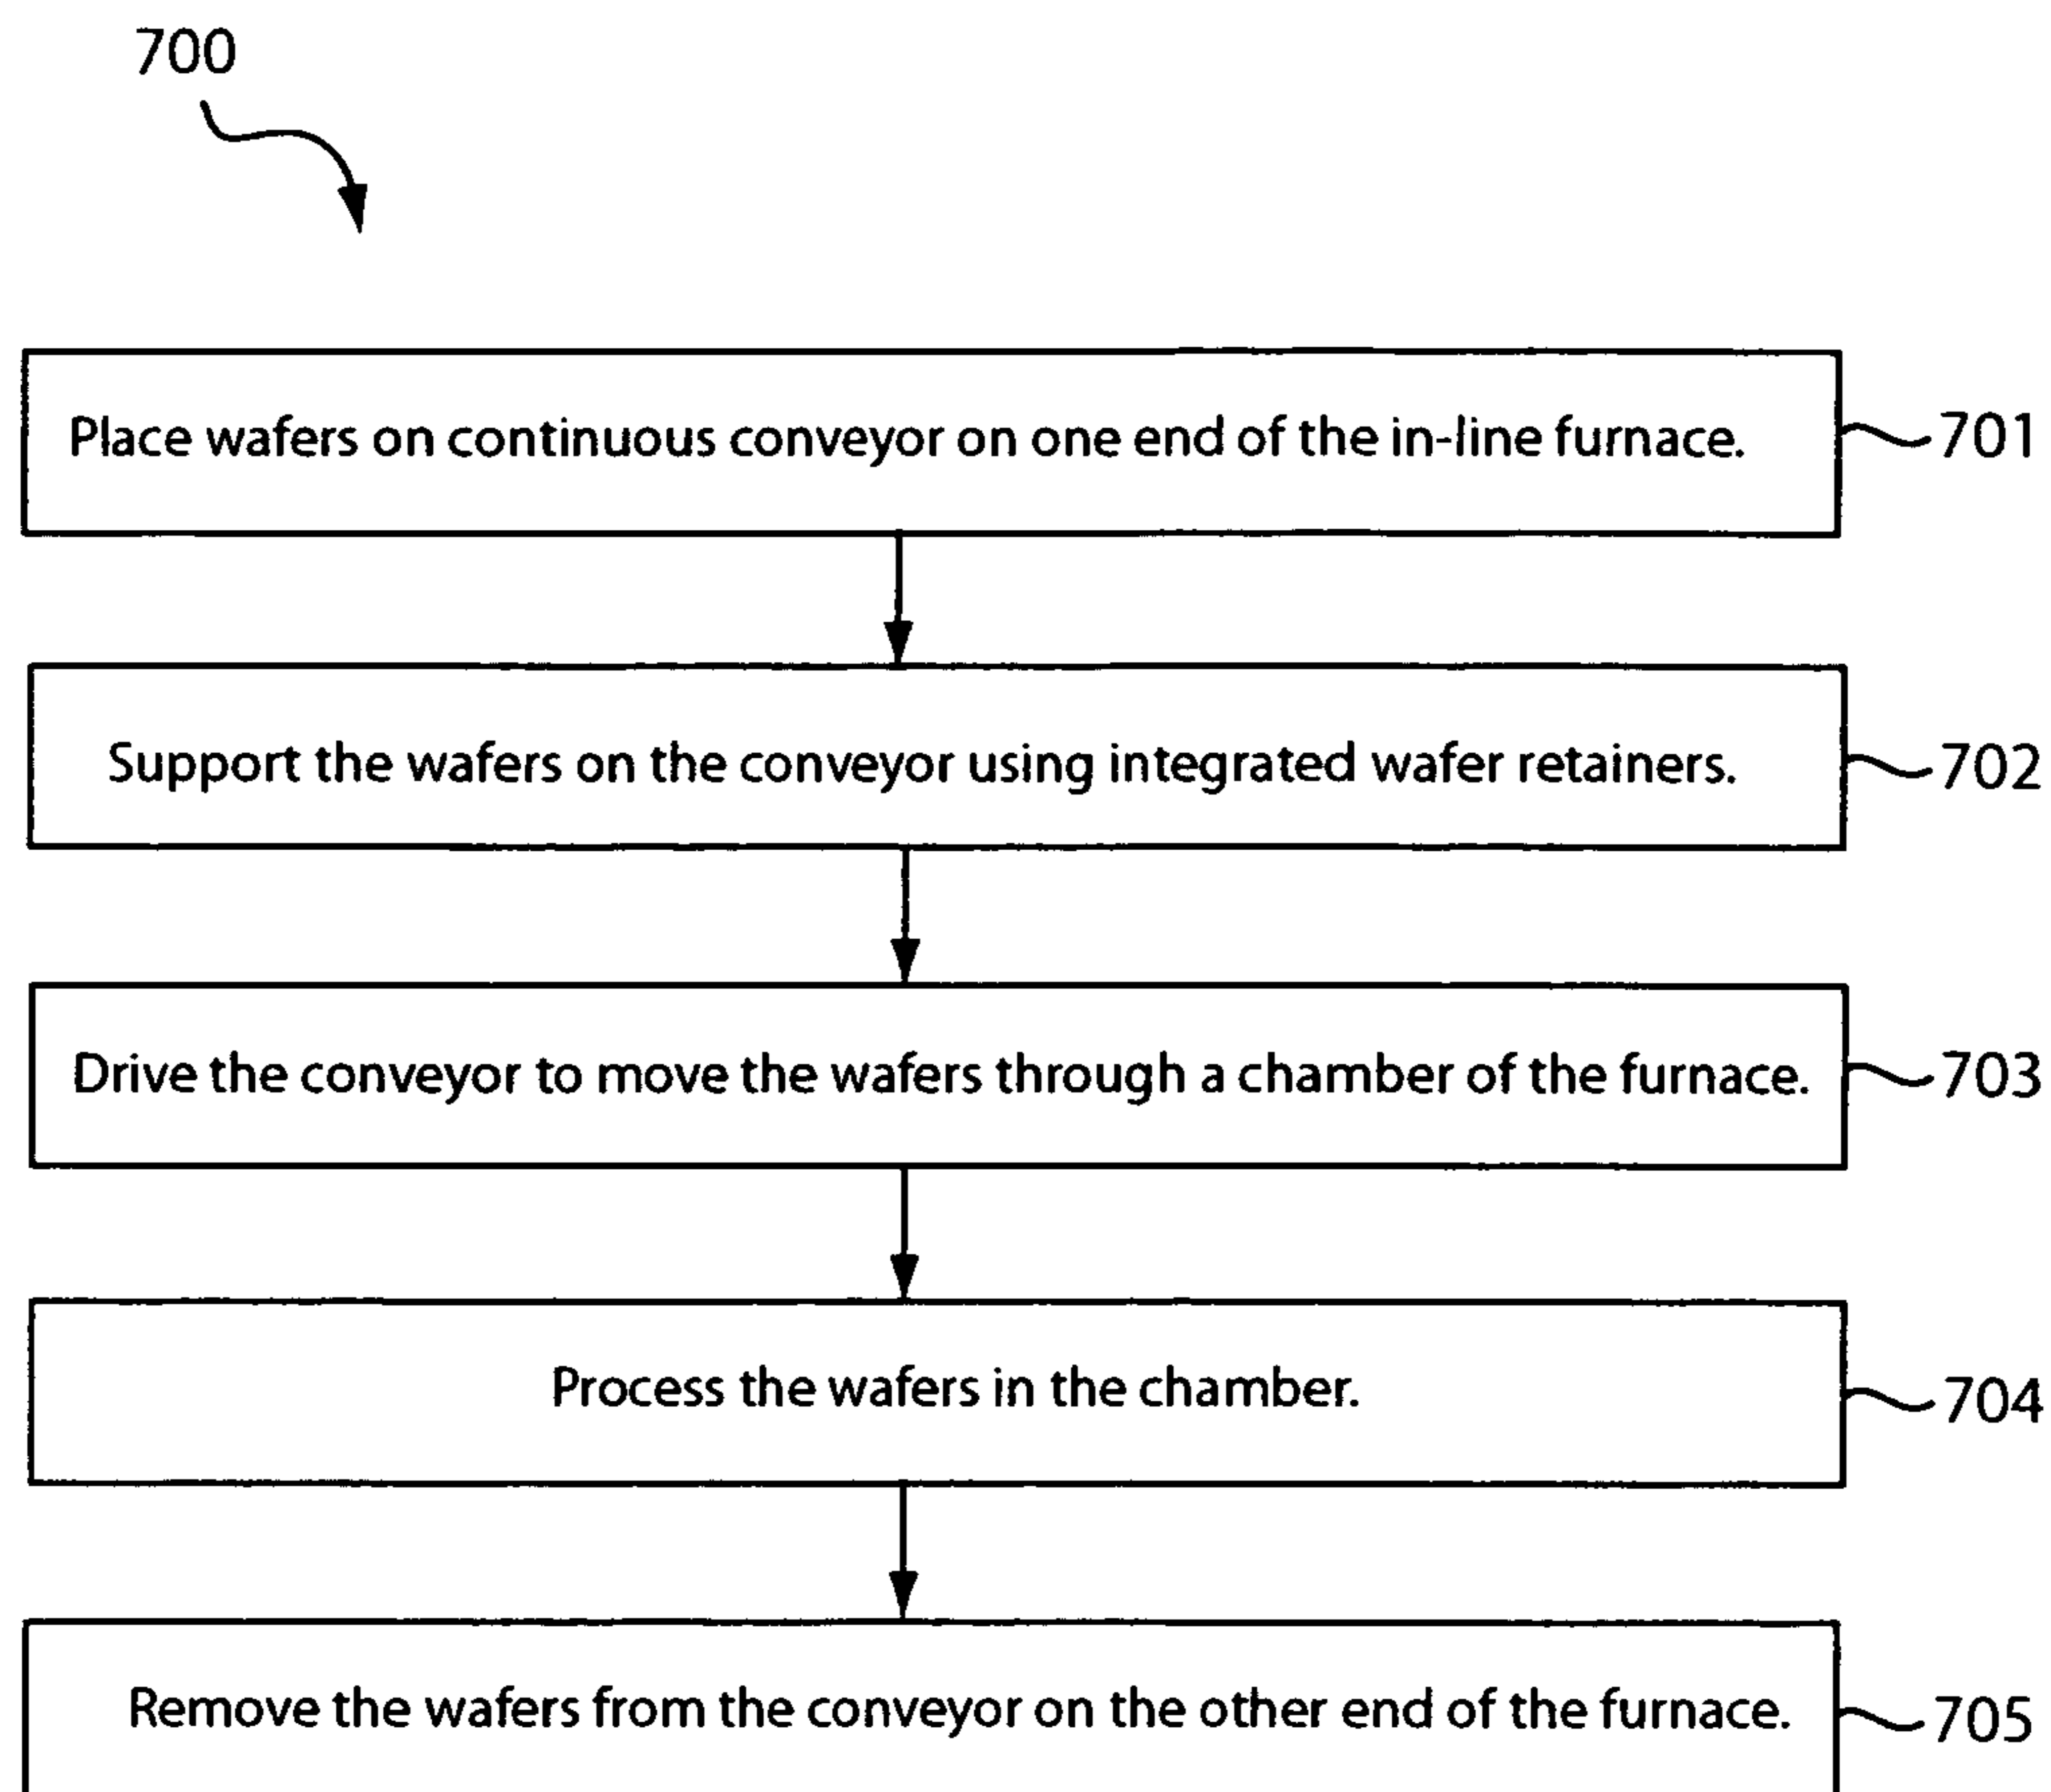 700
Place wafers on continuous conveyor on one end of the in-line furnace.
701
Support the wafers on the conveyor using integrated wafer retainers.
702
Drive the conveyor to move the wafers through a chamber of the furnace.
703
Process the wafers in the chamber.
704
Remove the wafers from the conveyor on the other end of the furnace.
705